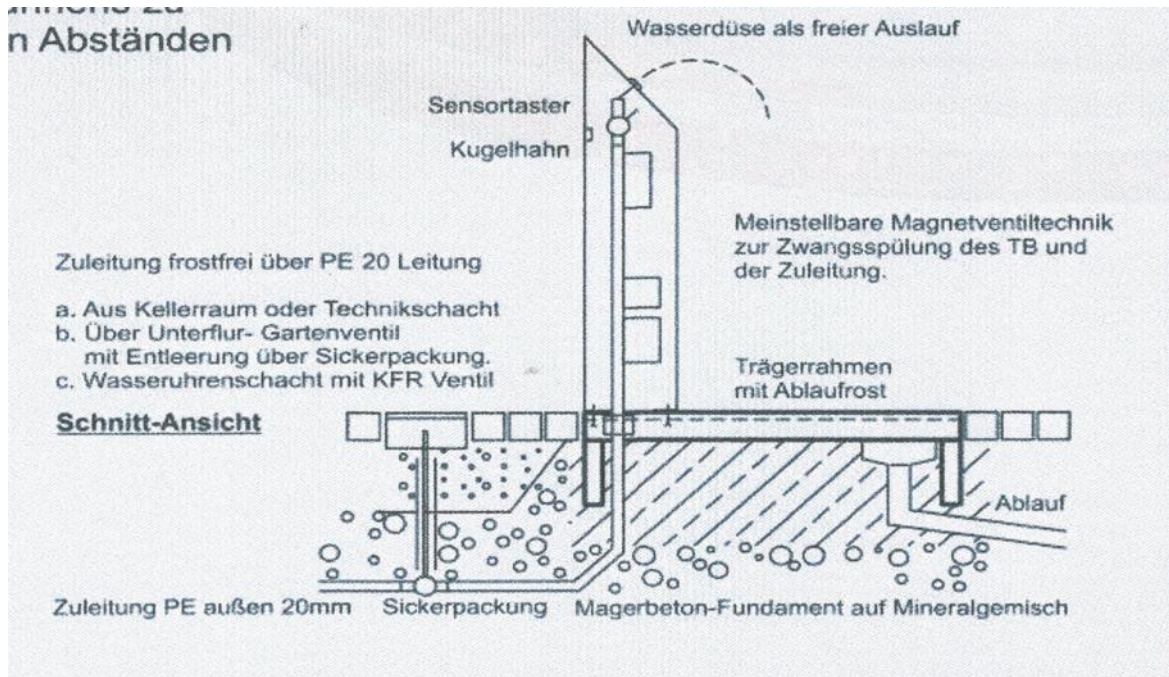 n Abständen
Wasserdüse als freier Auslauf
Sensortaster
Kugelhahn
Meinstellbare Magnetventiltechnik
zur Zwangsspülung des TB und
der Zuleitung.
Zuleitung frostfrei über PE 20 Leitung
a. Aus Kellerraum oder Technikschacht
b. Über Unterflur- Gartenventil
mit Entleerung über Sickerpackung.
c. Wasseruhrenschacht mit KFR Ventil
Trägerrahmen
mit Ablaufrost
Schnitt-Ansicht
Ablauf
Zuleitung PE außen 20mm
Sickerpackung
Magerbeton-Fundament auf Mineralgemisch